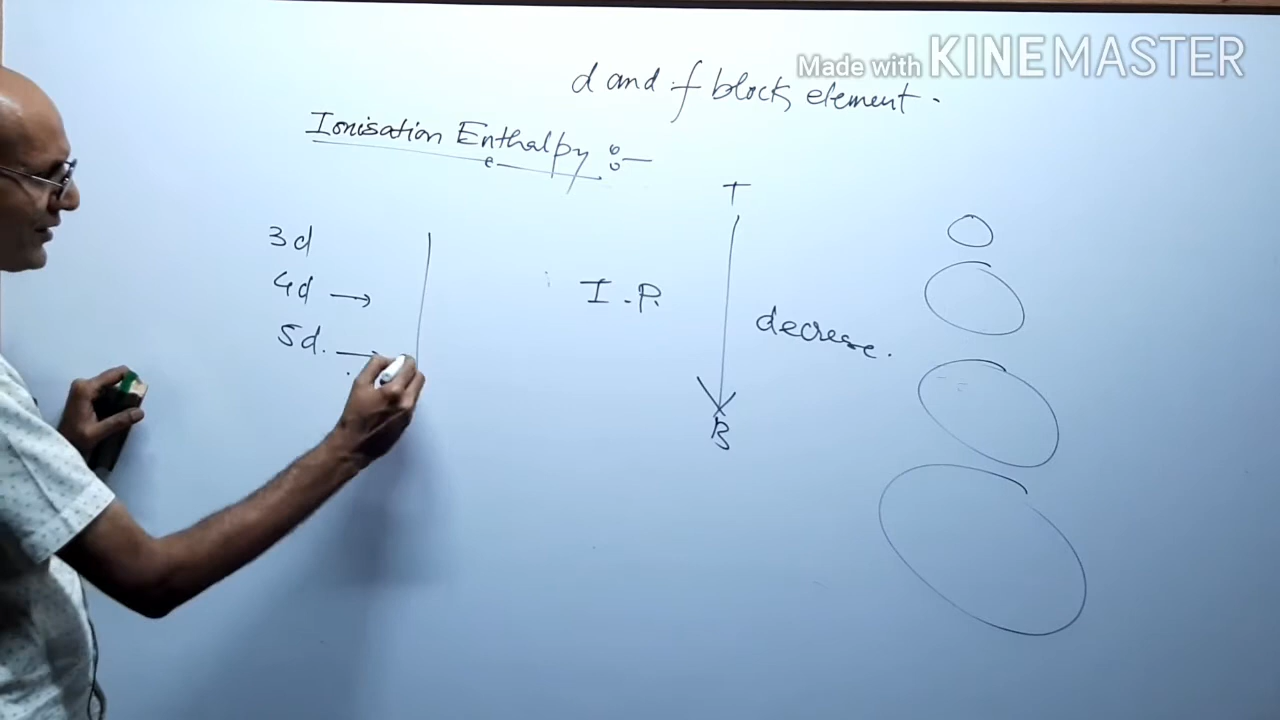 Made with KINEMASTER
d and f block element.
Ionisation Enthalpy :-
T
3d
4d →
I.P.
decrese.
5d. →
B